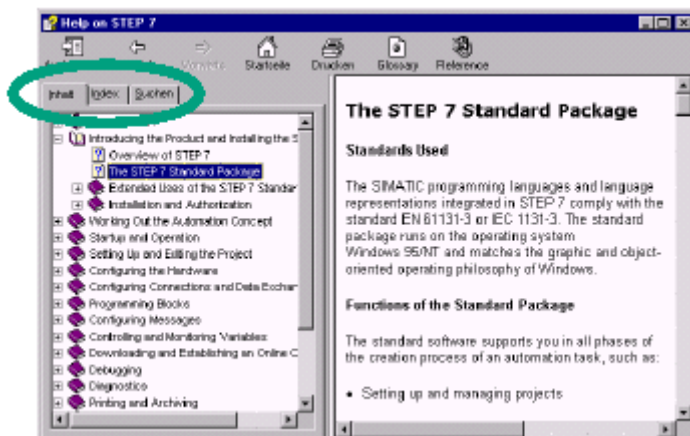 Help on STEP 7
Startseite Drucken Glossary Reference
Inhalt Index Suchen
Introducing the Product and Installing the S
Overview of STEP 7
The STEP 7 Standard Package
Extended Uses of the STEP 7 Standar
Installation and Authorization
Working Out the Automation Concept
Startup and Operation
Setting Up and Editing the Project
Configuring the Hardware
Configuring Connections and Data Exchan
Programming Blocks
Configuring Messages
Controlling and Monitoring Variables
Downloading and Establishing an Online C
Debugging
Diagnostics
Printing and Archiving
The STEP 7 Standard Package
Standards Used
The SIMATIC programming languages and language
representations integrated in STEP 7 comply with the
standard EN 61131-3 or IEC 1131-3. The standard
package runs on the operating system
Windows 95/NT and matches the graphic and object-
oriented operating philosophy of Windows.
Functions of the Standard Package
The standard software supports you in all phases of
the creation process of an automation task, such as:
• Setting up and managing projects